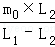 m₀ × L₂
L₁ − L₂